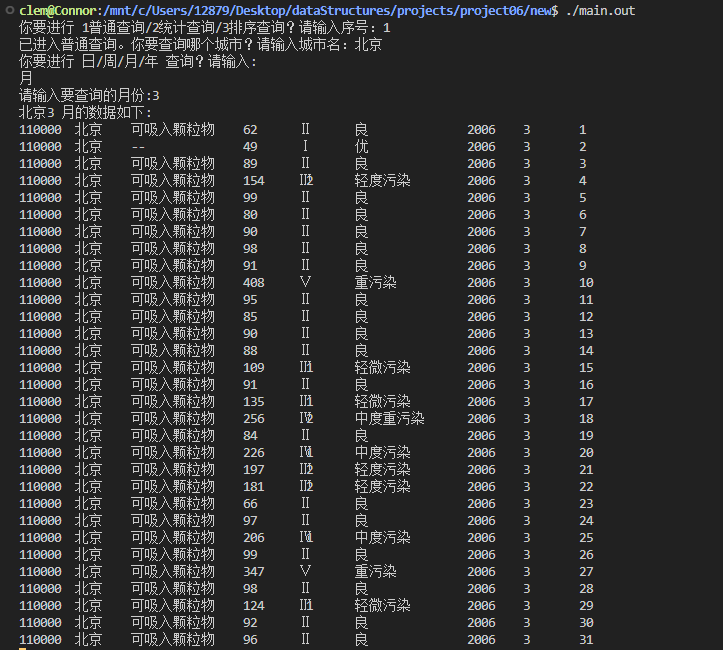 clem@Connor:/mnt/c/Users/12879/Desktop/dataStructures/projects/project06/new$ ./main.out
你要进行 1普通查询/2统计查询/3排序查询？请输入序号：1
已进入普通查询。你要查询哪个城市？请输入城市名：北京
你要进行 日/周/月/年 查询？请输入：
月
请输入要查询的月份:3
北京3 月的数据如下：
110000 北京 可吸入颗粒物 62 Ⅱ 良 2006 3 1
110000 北京 -- 49 Ⅰ 优 2006 3 2
110000 北京 可吸入颗粒物 89 Ⅱ 良 2006 3 3
110000 北京 可吸入颗粒物 154 Ⅲ2 轻度污染 2006 3 4
110000 北京 可吸入颗粒物 99 Ⅱ 良 2006 3 5
110000 北京 可吸入颗粒物 80 Ⅱ 良 2006 3 6
110000 北京 可吸入颗粒物 90 Ⅱ 良 2006 3 7
110000 北京 可吸入颗粒物 98 Ⅱ 良 2006 3 8
110000 北京 可吸入颗粒物 91 Ⅱ 良 2006 3 9
110000 北京 可吸入颗粒物 408 Ⅴ 重污染 2006 3 10
110000 北京 可吸入颗粒物 95 Ⅱ 良 2006 3 11
110000 北京 可吸入颗粒物 85 Ⅱ 良 2006 3 12
110000 北京 可吸入颗粒物 90 Ⅱ 良 2006 3 13
110000 北京 可吸入颗粒物 88 Ⅱ 良 2006 3 14
110000 北京 可吸入颗粒物 109 Ⅲ1 轻微污染 2006 3 15
110000 北京 可吸入颗粒物 91 Ⅱ 良 2006 3 16
110000 北京 可吸入颗粒物 135 Ⅲ1 轻微污染 2006 3 17
110000 北京 可吸入颗粒物 256 Ⅳ2 中度重污染 2006 3 18
110000 北京 可吸入颗粒物 84 Ⅱ 良 2006 3 19
110000 北京 可吸入颗粒物 226 Ⅳ1 中度污染 2006 3 20
110000 北京 可吸入颗粒物 197 Ⅲ2 轻度污染 2006 3 21
110000 北京 可吸入颗粒物 181 Ⅲ2 轻度污染 2006 3 22
110000 北京 可吸入颗粒物 66 Ⅱ 良 2006 3 23
110000 北京 可吸入颗粒物 97 Ⅱ 良 2006 3 24
110000 北京 可吸入颗粒物 206 Ⅳ1 中度污染 2006 3 25
110000 北京 可吸入颗粒物 99 Ⅱ 良 2006 3 26
110000 北京 可吸入颗粒物 347 Ⅴ 重污染 2006 3 27
110000 北京 可吸入颗粒物 98 Ⅱ 良 2006 3 28
110000 北京 可吸入颗粒物 124 Ⅲ1 轻微污染 2006 3 29
110000 北京 可吸入颗粒物 92 Ⅱ 良 2006 3 30
110000 北京 可吸入颗粒物 96 Ⅱ 良 2006 3 31